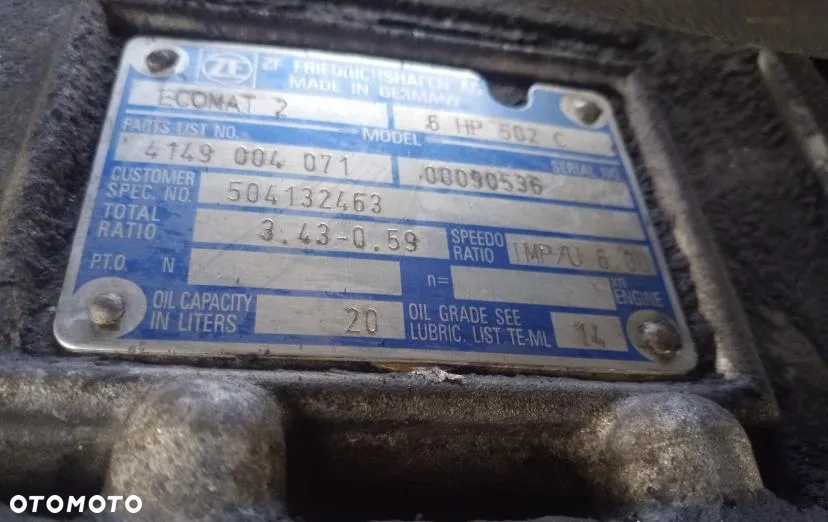 ZF ZF FRIEDRICHSHAFEN AG
MADE IN GERMANY
ECOMAT 2 6 HP 502 C
PARTS LIST NO. MODEL SERIAL NO.
4149 004 071 00090536
CUSTOMER
SPEC. NO. 504132463
TOTAL
RATIO 3.43-0.59 SPEEDO
RATIO IMP/U 6 30
P.T.O. N n= xn
ENGINE
OIL CAPACITY
IN LITERS 20 OIL GRADE SEE
LUBRIC. LIST TE-ML 14
OTOMOTO